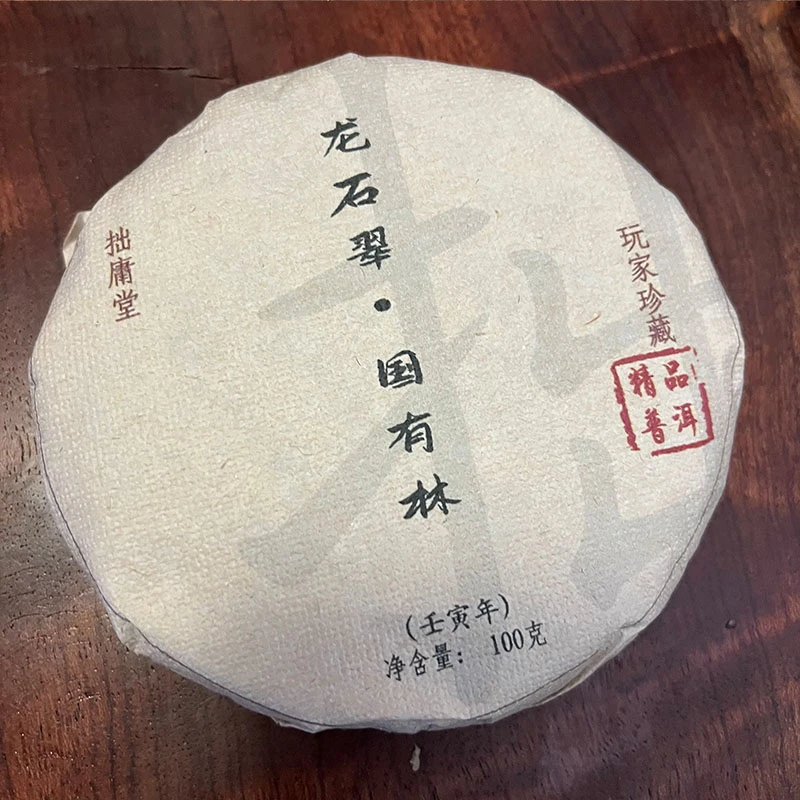 龙石翠·国有林
拙庸堂
玩家珍藏
精品
普洱
(壬寅年)
净含量: 100克
拙